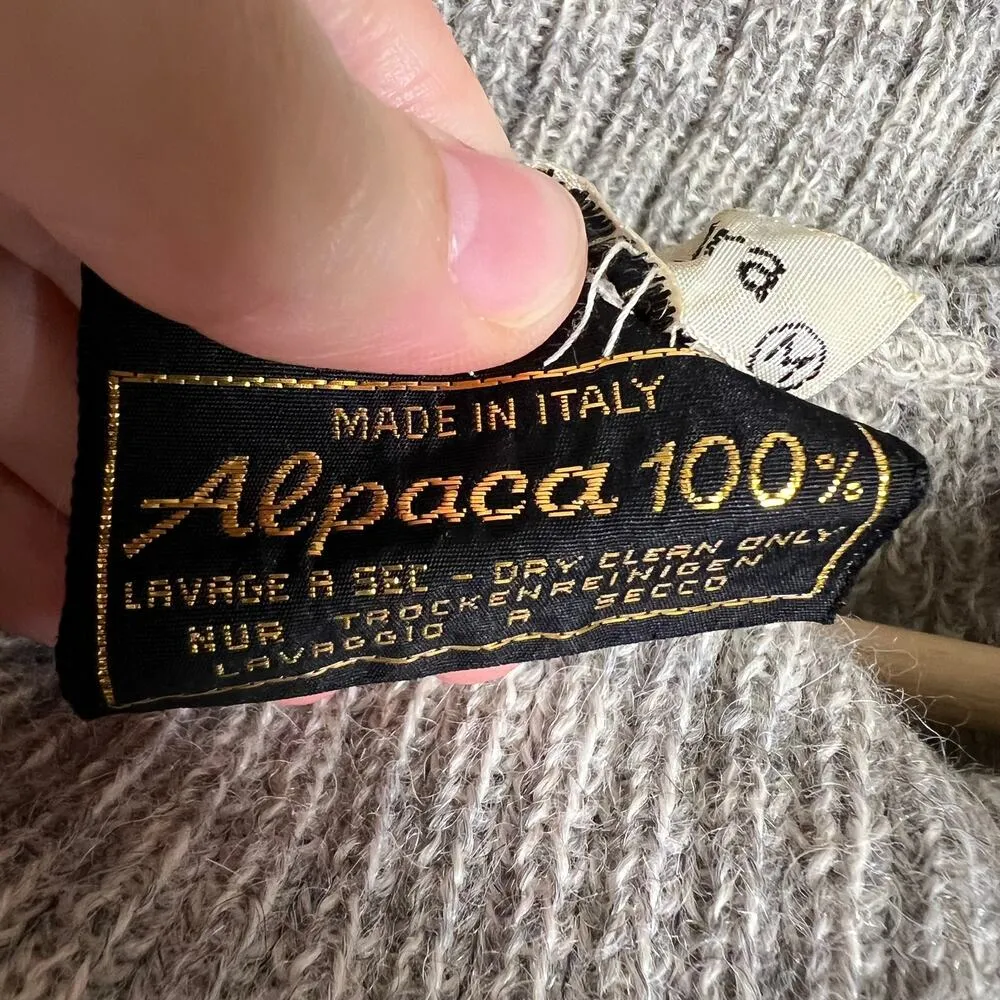 MADE IN ITALY
Alpaca 100%
LAVAGE A SEC - DRY CLEAN ONLY
NUR TROCKENREINIGEN
LAVAGGIO A SECCO
M